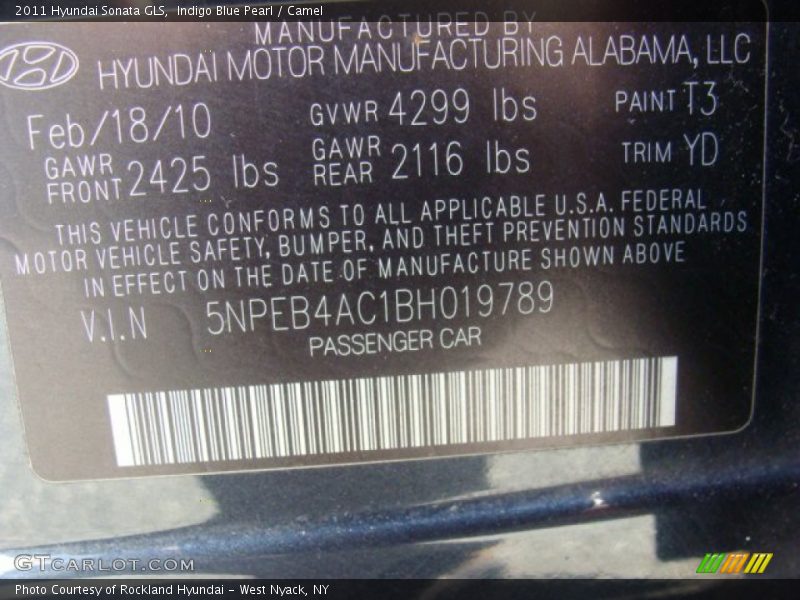 2011 Hyundai Sonata GLS, Indigo Blue Pearl / Camel
MANUFACTURED BY
HYUNDAI MOTOR MANUFACTURING ALABAMA, LLC
Feb/18/10 GVWR 4299 lbs PAINT T3
GAWR FRONT 2425 lbs GAWR REAR 2116 lbs TRIM YD
THIS VEHICLE CONFORMS TO ALL APPLICABLE U.S.A. FEDERAL
MOTOR VEHICLE SAFETY, BUMPER, AND THEFT PREVENTION STANDARDS
IN EFFECT ON THE DATE OF MANUFACTURE SHOWN ABOVE
V.I.N 5NPEB4AC1BH019789
PASSENGER CAR
GTCARLOT.COM
Photo Courtesy of Rockland Hyundai - West Nyack, NY